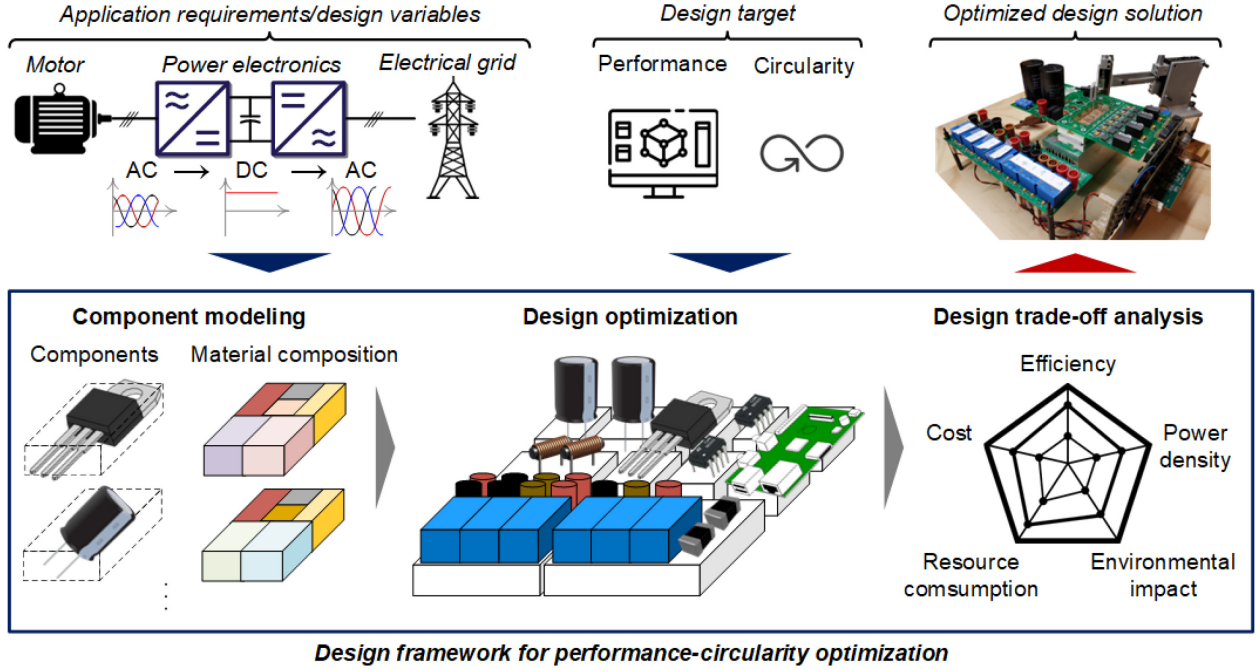 Application requirements/design variables
Design target
Optimized design solution
Motor
Power electronics
Electrical grid
Performance
Circularity
AC → DC → AC
Component modeling
Design optimization
Design trade-off analysis
Components
Material composition
Efficiency
Cost
Power
density
Resource
comsumption
Environmental
impact
Design framework for performance-circularity optimization